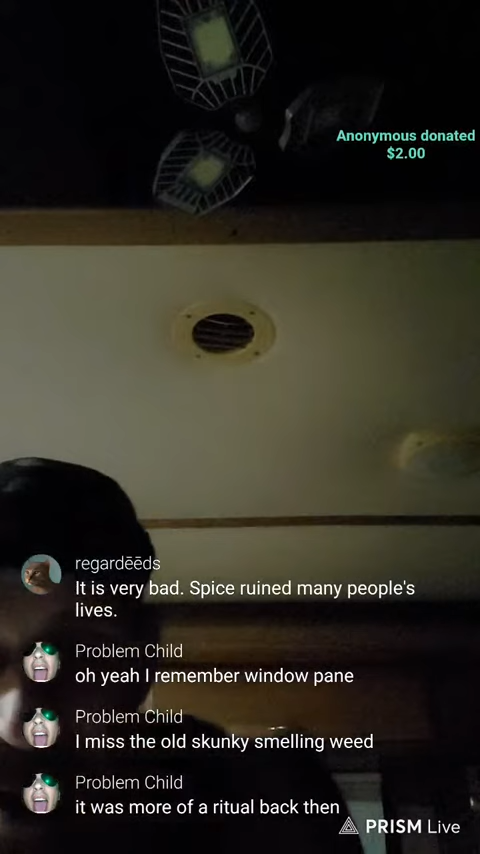 Anonymous donated
$2.00
regardēēds
It is very bad. Spice ruined many people's
lives.
Problem Child
oh yeah I remember window pane
Problem Child
I miss the old skunky smelling weed
Problem Child
it was more of a ritual back then
PRISM Live